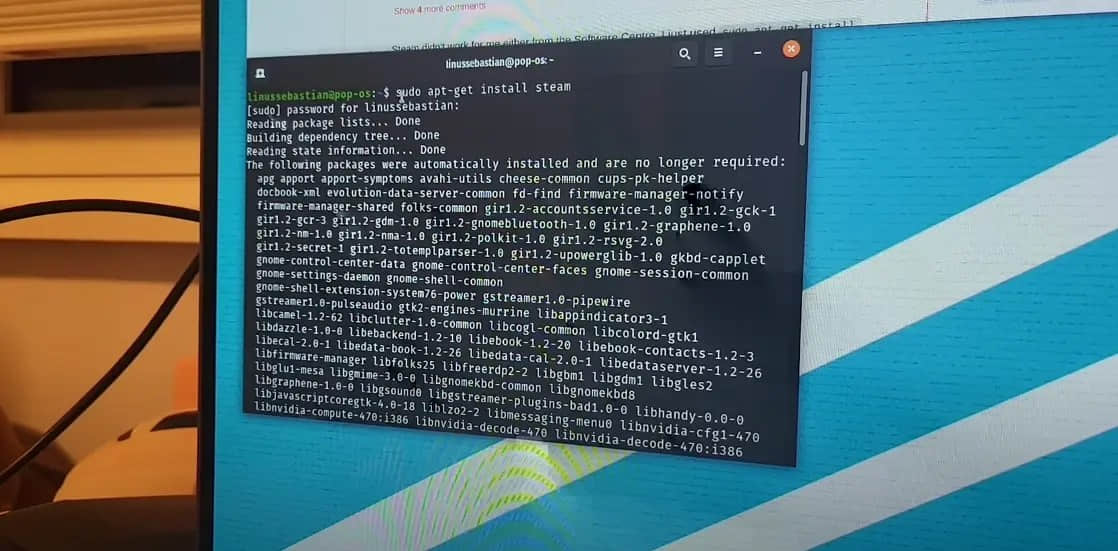 Show 4 more comments
Steam didn't work for me either from the Software Centre. I just used sudo apt-get install
linussebastian@pop-os: ~
linussebastian@pop-os:~$ sudo apt-get install steam
[sudo] password for linussebastian:
Reading package lists... Done
Building dependency tree... Done
Reading state information... Done
The following packages were automatically installed and are no longer required:
apg apport apport-symptoms avahi-utils cheese-common cups-pk-helper
docbook-xml evolution-data-server-common fd-find firmware-manager-notify
firmware-manager-shared folks-common gir1.2-accountsservice-1.0 gir1.2-gck-1
gir1.2-gcr-3 gir1.2-gdm-1.0 gir1.2-gnomebluetooth-1.0 gir1.2-graphene-1.0
gir1.2-nm-1.0 gir1.2-nma-1.0 gir1.2-polkit-1.0 gir1.2-rsvg-2.0
gir1.2-secret-1 gir1.2-totemplparser-1.0 gir1.2-upowerglib-1.0 gkbd-capplet
gnome-control-center-data gnome-control-center-faces gnome-session-common
gnome-settings-daemon gnome-shell-common
gnome-shell-extension-system76-power gstreamer1.0-pipewire
gstreamer1.0-pulseaudio gtk2-engines-murrine libappindicator3-1
libcamel-1.2-62 libclutter-1.0-common libcogl-common libcolord-gtk1
libdazzle-1.0-0 libebackend-1.2-10 libebook-1.2-20 libebook-contacts-1.2-3
libecal-2.0-1 libedata-book-1.2-26 libedata-cal-2.0-1 libedataserver-1.2-26
libfirmware-manager libfolks25 libfreerdp2-2 libgbm1 libgdm1 libgles2
libglu1-mesa libgmime-3.0-0 libgnomekbd-common libgnomekbd8
libgraphene-1.0-0 libgsound0 libgstreamer-plugins-bad1.0-0 libhandy-0.0-0
libjavascriptcoregtk-4.0-18 liblzo2-2 libmessaging-menu0 libnvidia-cfg1-470
libnvidia-compute-470:i386 libnvidia-decode-470 libnvidia-decode-470:i386